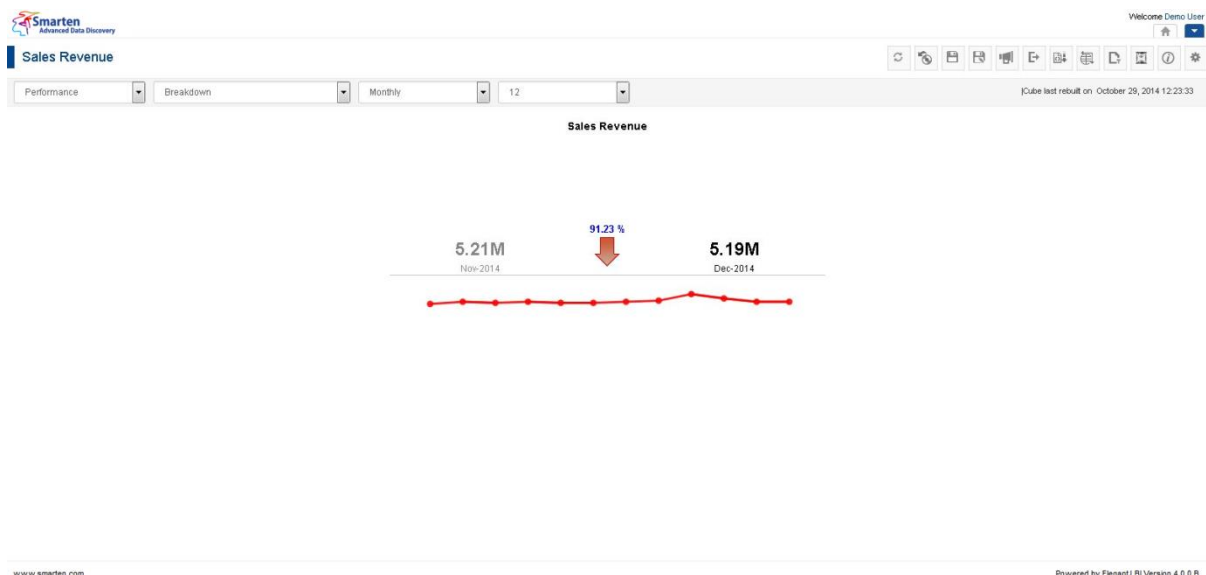 Smarten
Advanced Data Discovery
Welcome Demo User
Sales Revenue
Performance Breakdown Monthly 12 |Cube last rebuilt on October 29, 2014 12:23:33
Sales Revenue
91.23 %
5.21M 5.19M
Nov-2014 Dec-2014
www.smarten.com Powered by ElegantJ BI Version 4.0.0.B